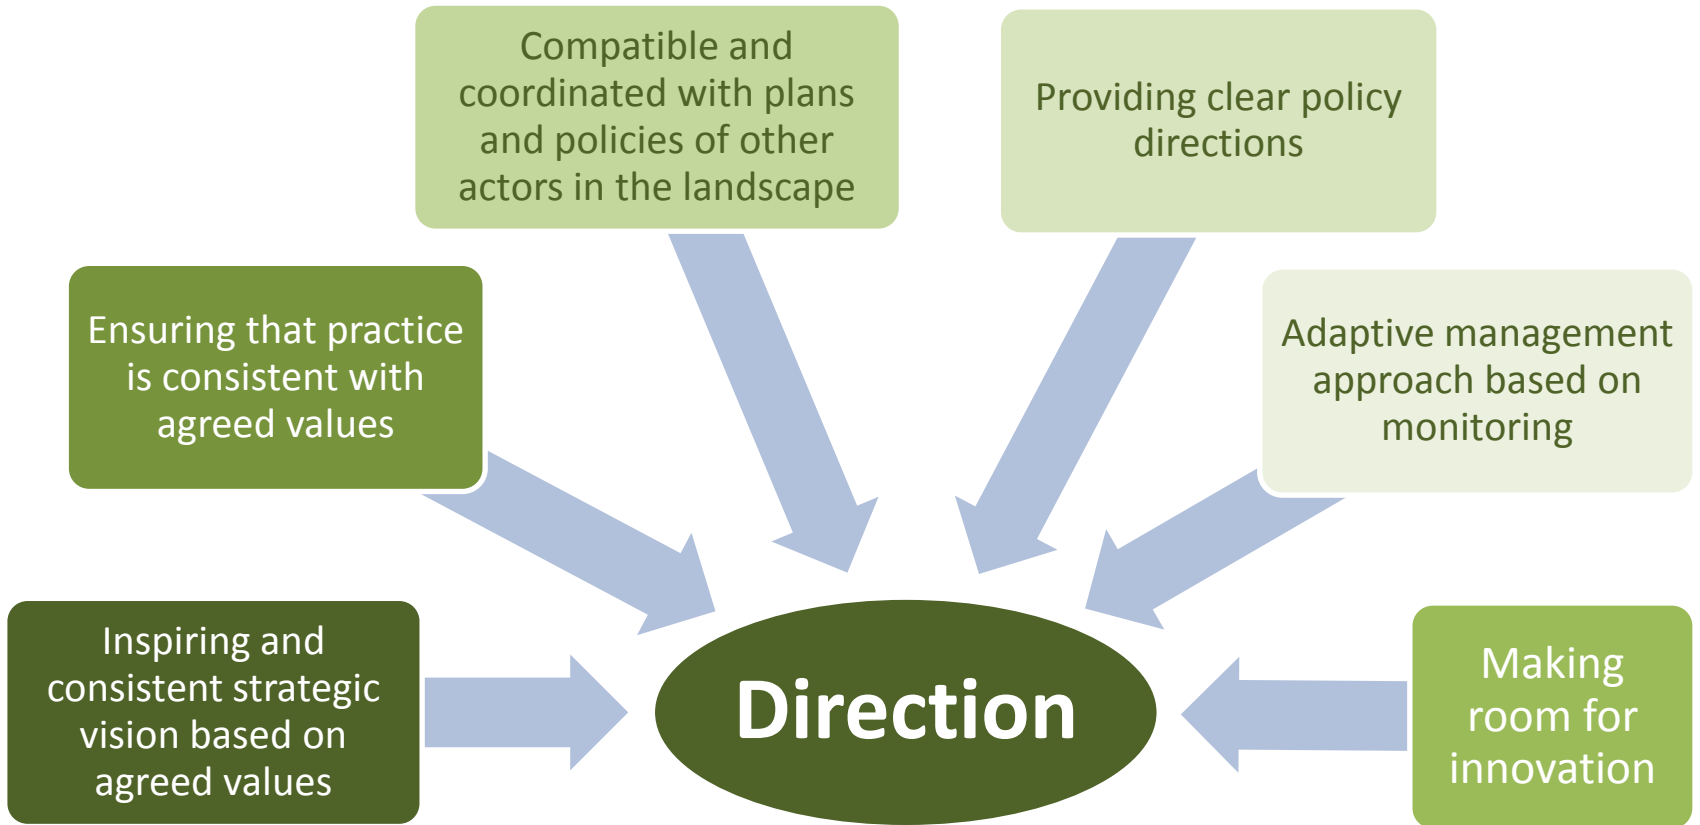 Compatible and
coordinated with plans
and policies of other
actors in the landscape
Providing clear policy
directions
Ensuring that practice
is consistent with
agreed values
Adaptive management
approach based on
monitoring
Inspiring and
consistent strategic
vision based on
agreed values
Direction
Making
room for
innovation